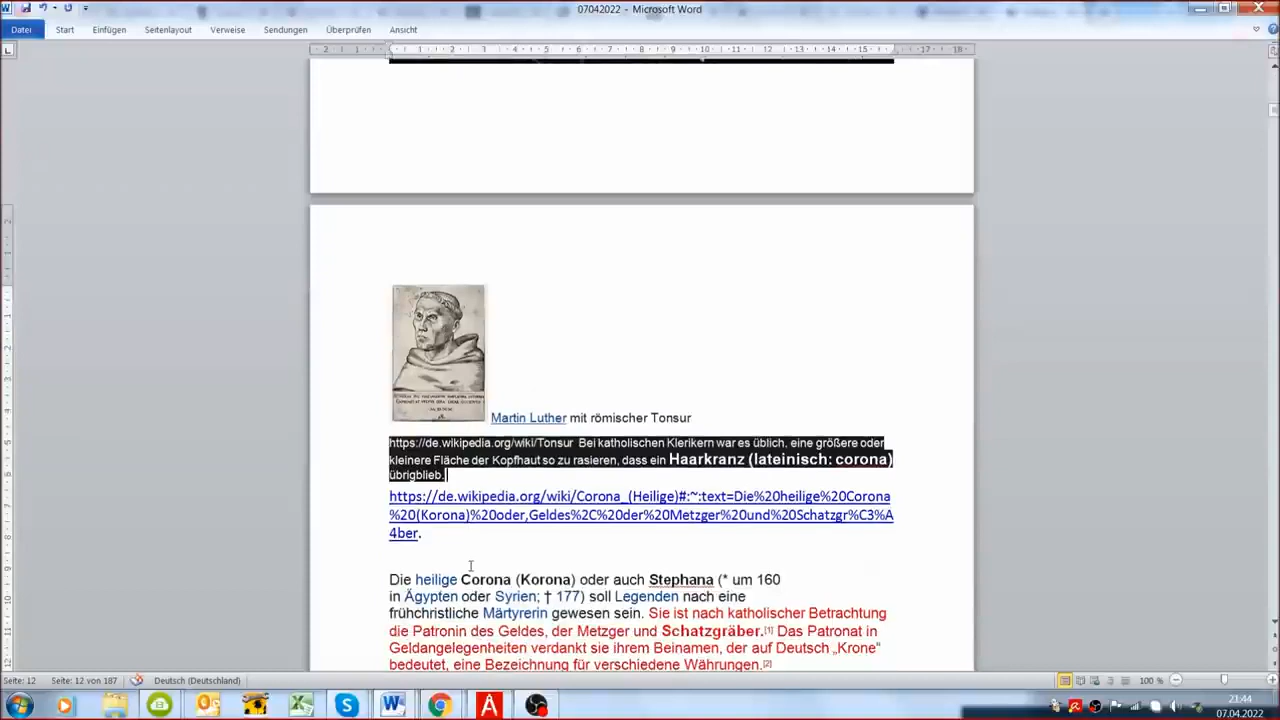 07042022 - Microsoft Word
Datei Start Einfügen Seitenlayout Verweise Sendungen Überprüfen Ansicht
Martin Luther mit römischer Tonsur
https://de.wikipedia.org/wiki/Tonsur Bei katholischen Klerikern war es üblich, eine größere oder
kleinere Fläche der Kopfhaut so zu rasieren, dass ein Haarkranz (lateinisch: corona)
übrigblieb.
https://de.wikipedia.org/wiki/Corona_(Heilige)#:~:text=Die%20heilige%20Corona
%20(Korona)%20oder,Geldes%2C%20der%20Metzger%20und%20Schatzgr%C3%A
4ber.
Die heilige Corona (Korona) oder auch Stephana (* um 160
in Ägypten oder Syrien; † 177) soll Legenden nach eine
frühchristliche Märtyrerin gewesen sein. Sie ist nach katholischer Betrachtung
die Patronin des Geldes, der Metzger und Schatzgräber.[1] Das Patronat in
Geldangelegenheiten verdankt sie ihrem Beinamen, der auf Deutsch „Krone“
bedeutet, eine Bezeichnung für verschiedene Währungen.[2]
Seite: 12 Seite: 12 von 187 Deutsch (Deutschland) 100 %
21:44
07.04.2022